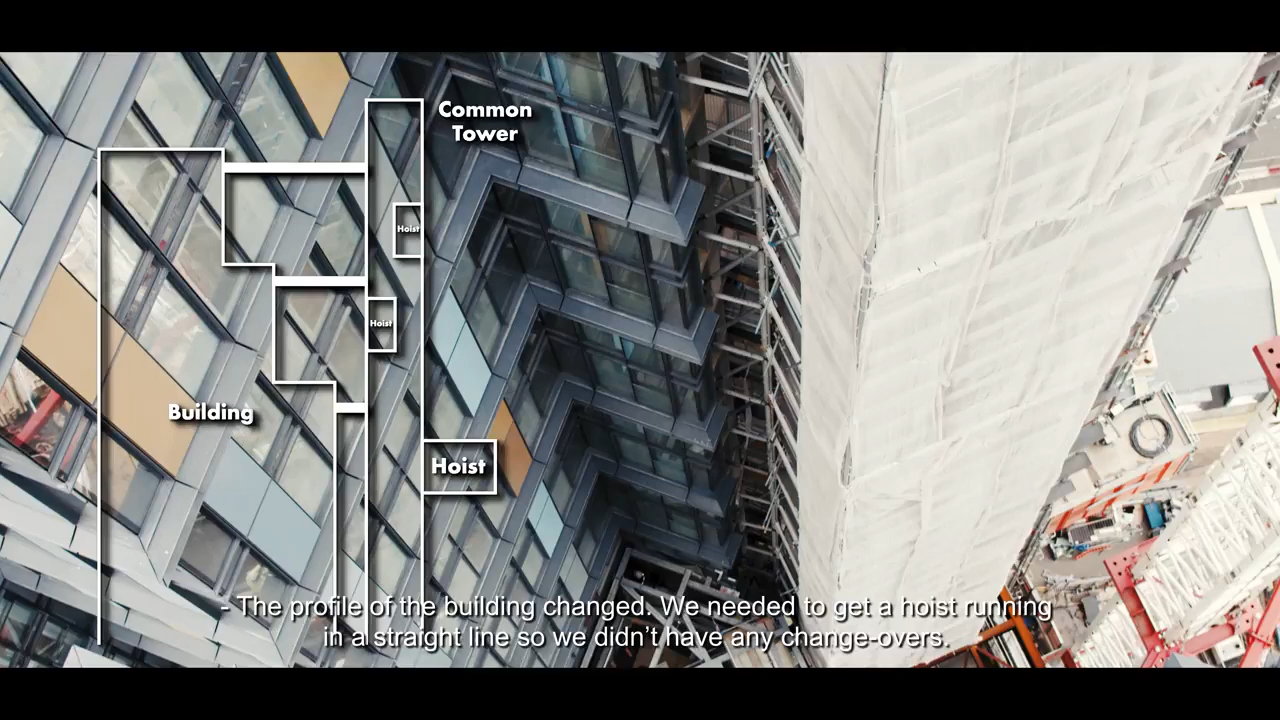 Common
Tower
Hoist
Hoist
Building
Hoist
- The profile of the building changed. We needed to get a hoist running
in a straight line so we didn't have any change-overs.